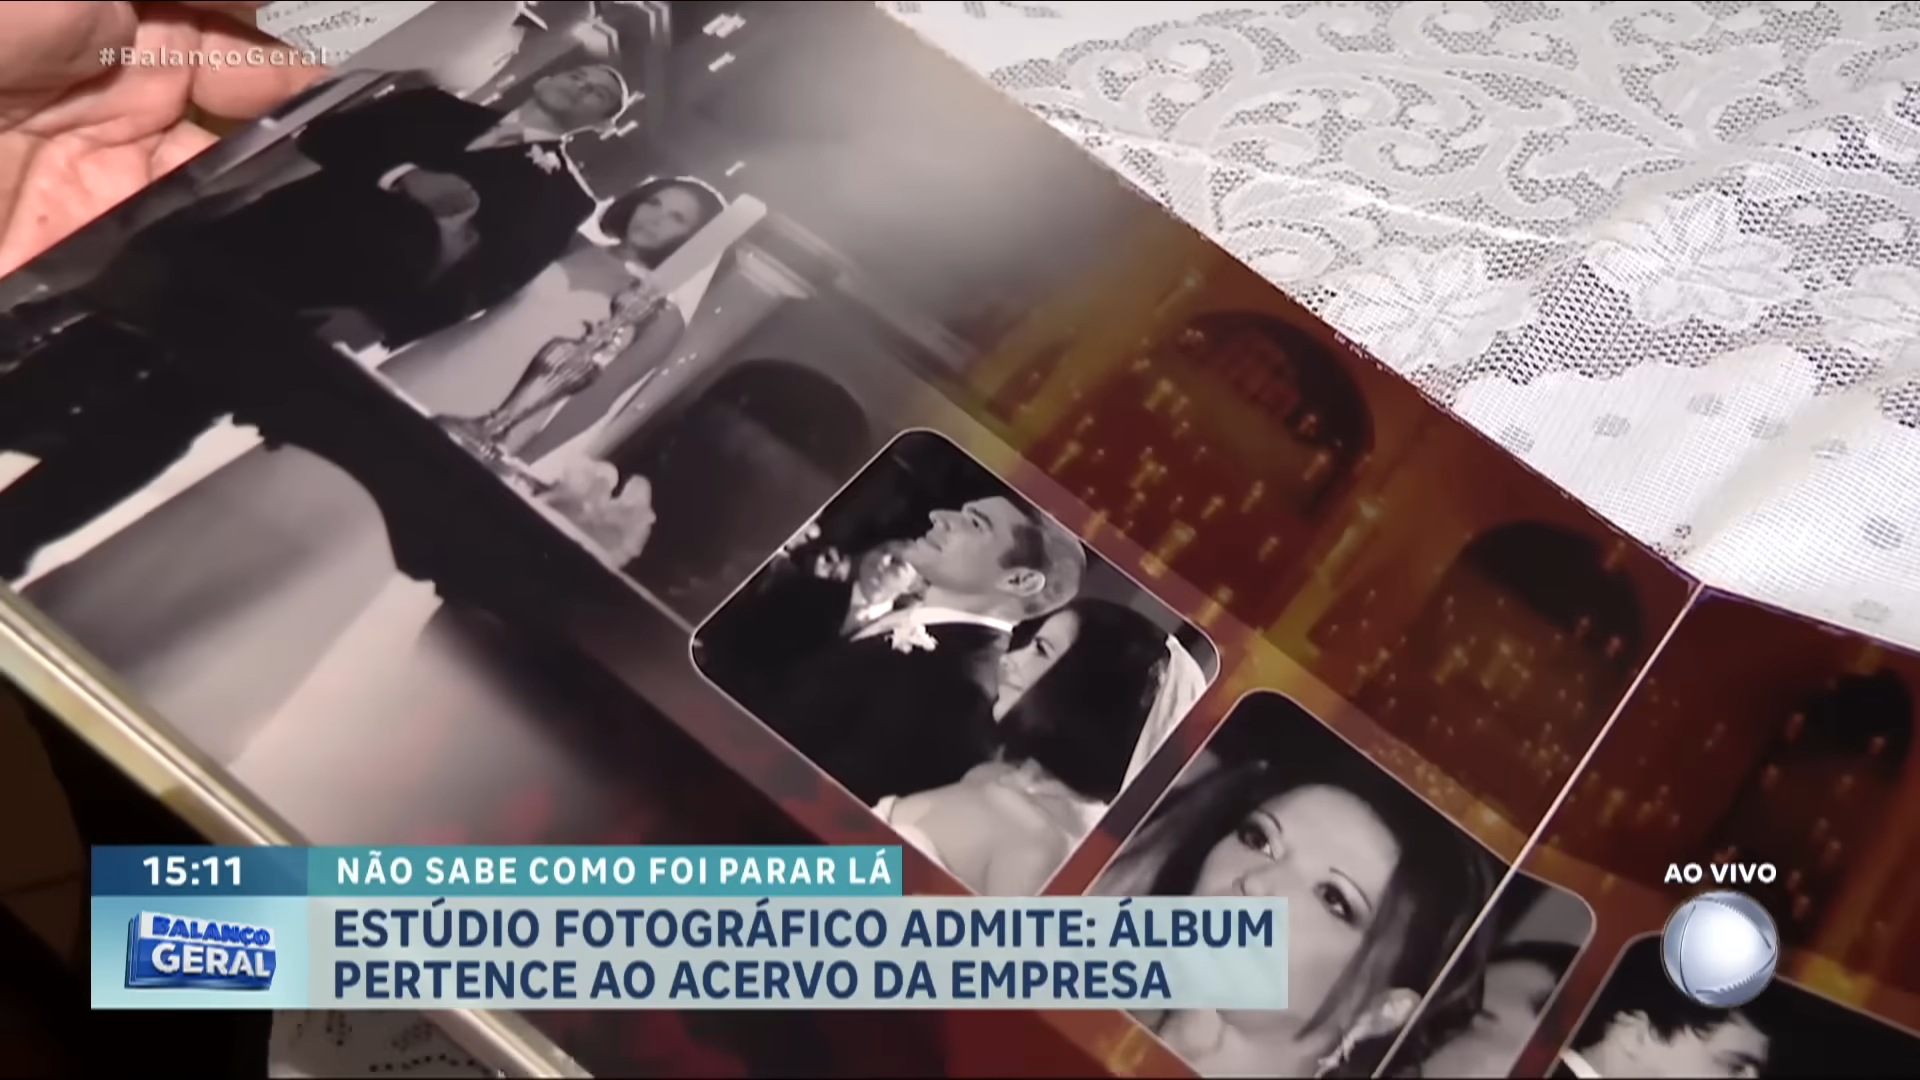 #BalançoGeral
15:11
NÃO SABE COMO FOI PARAR LÁ
BALANÇO
GERAL
ESTÚDIO FOTOGRÁFICO ADMITE: ÁLBUM
PERTENCE AO ACERVO DA EMPRESA
AO VIVO